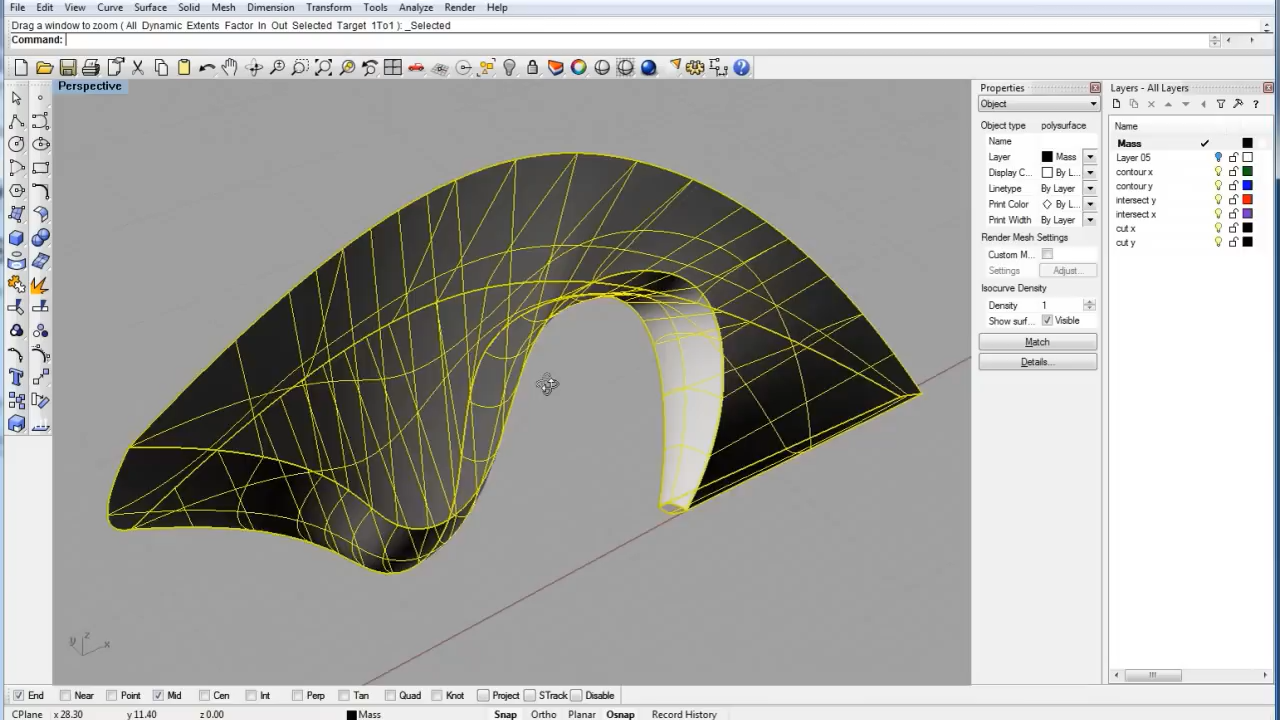 File Edit View Curve Surface Solid Mesh Dimension Transform Tools Analyze Render Help
Drag a window to zoom ( All Dynamic Extents Factor In Out Selected Target 1To1 ): _Selected
Command:
Perspective
Properties
Object
Object type polysurface
Name
Layer Mass
Display C... By L...
Linetype By Layer
Print Color By L...
Print Width By Layer
Render Mesh Settings
Custom M...
Settings Adjust...
Isocurve Density
Density 1
Show surf... Visible
Match
Details...
Layers - All Layers
Name
Mass
Layer 05
contour x
contour y
intersect y
intersect x
cut x
cut y
y z x
End Near Point Mid Cen Int Perp Tan Quad Knot Project STrack Disable
CPlane x 28.30 y 11.40 z 0.00 Mass Snap Ortho Planar Osnap Record History